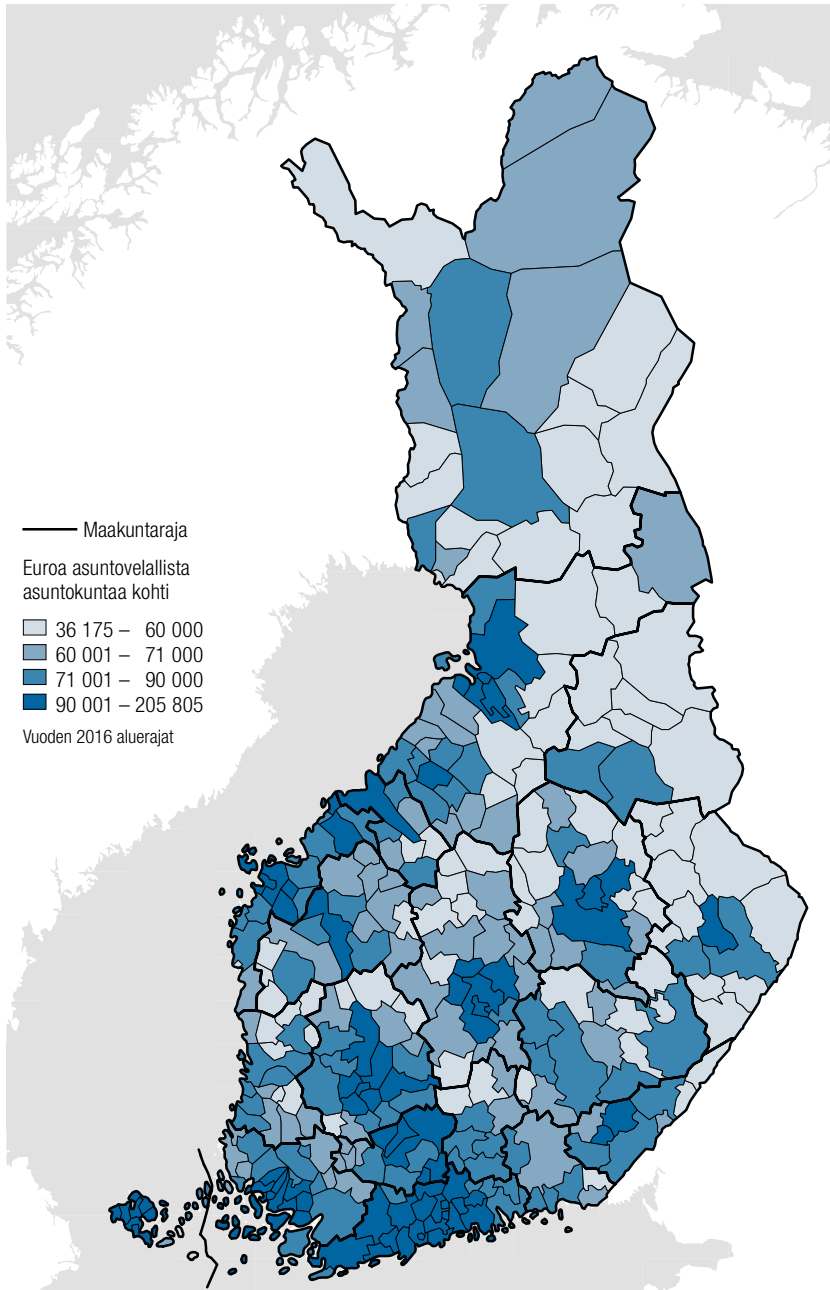 Maakuntaraja
Euroa asuntovelallista
asuntokuntaa kohti
36 175 – 60 000
60 001 – 71 000
71 001 – 90 000
90 001 – 205 805
Vuoden 2016 aluerajat